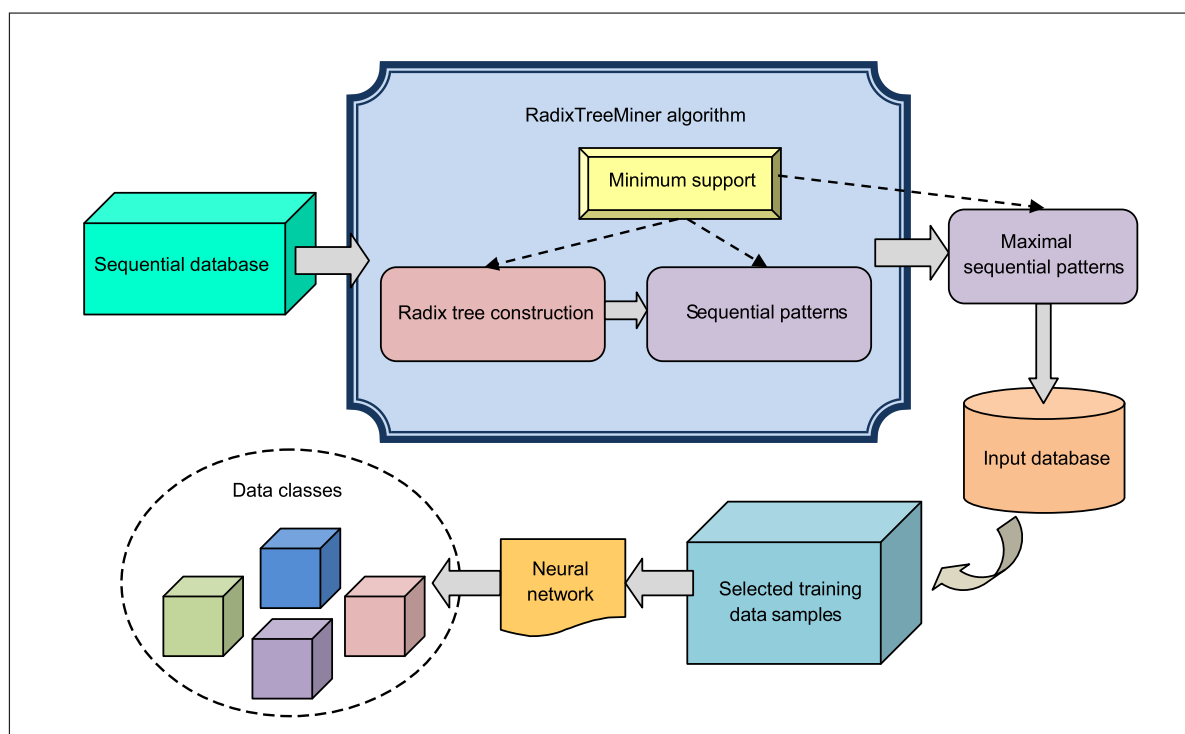 RadixTreeMiner algorithm
Minimum support
Sequential database
Radix tree construction
Sequential patterns
Maximal
sequential patterns
Input database
Selected training
data samples
Neural
network
Data classes